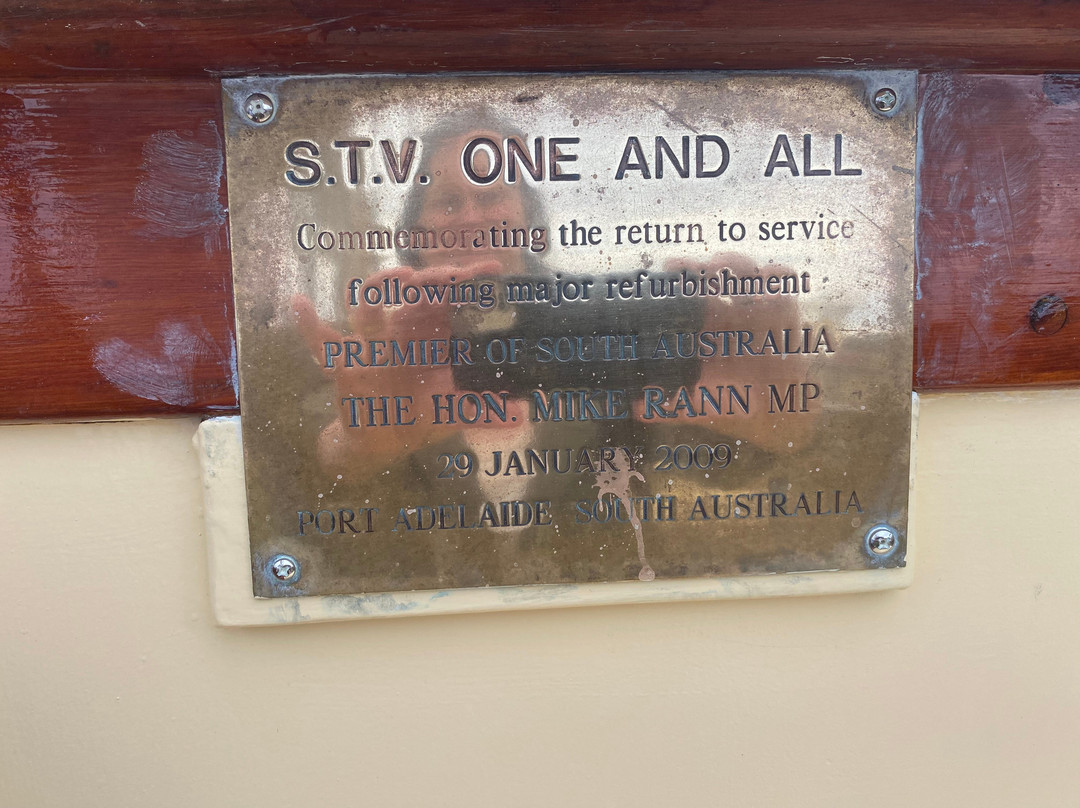 S.T.V. ONE AND ALL
Commemorating the return to service
following major refurbishment
PREMIER OF SOUTH AUSTRALIA
THE HON. MIKE RANN MP
29 JANUARY 2009
PORT ADELAIDE SOUTH AUSTRALIA